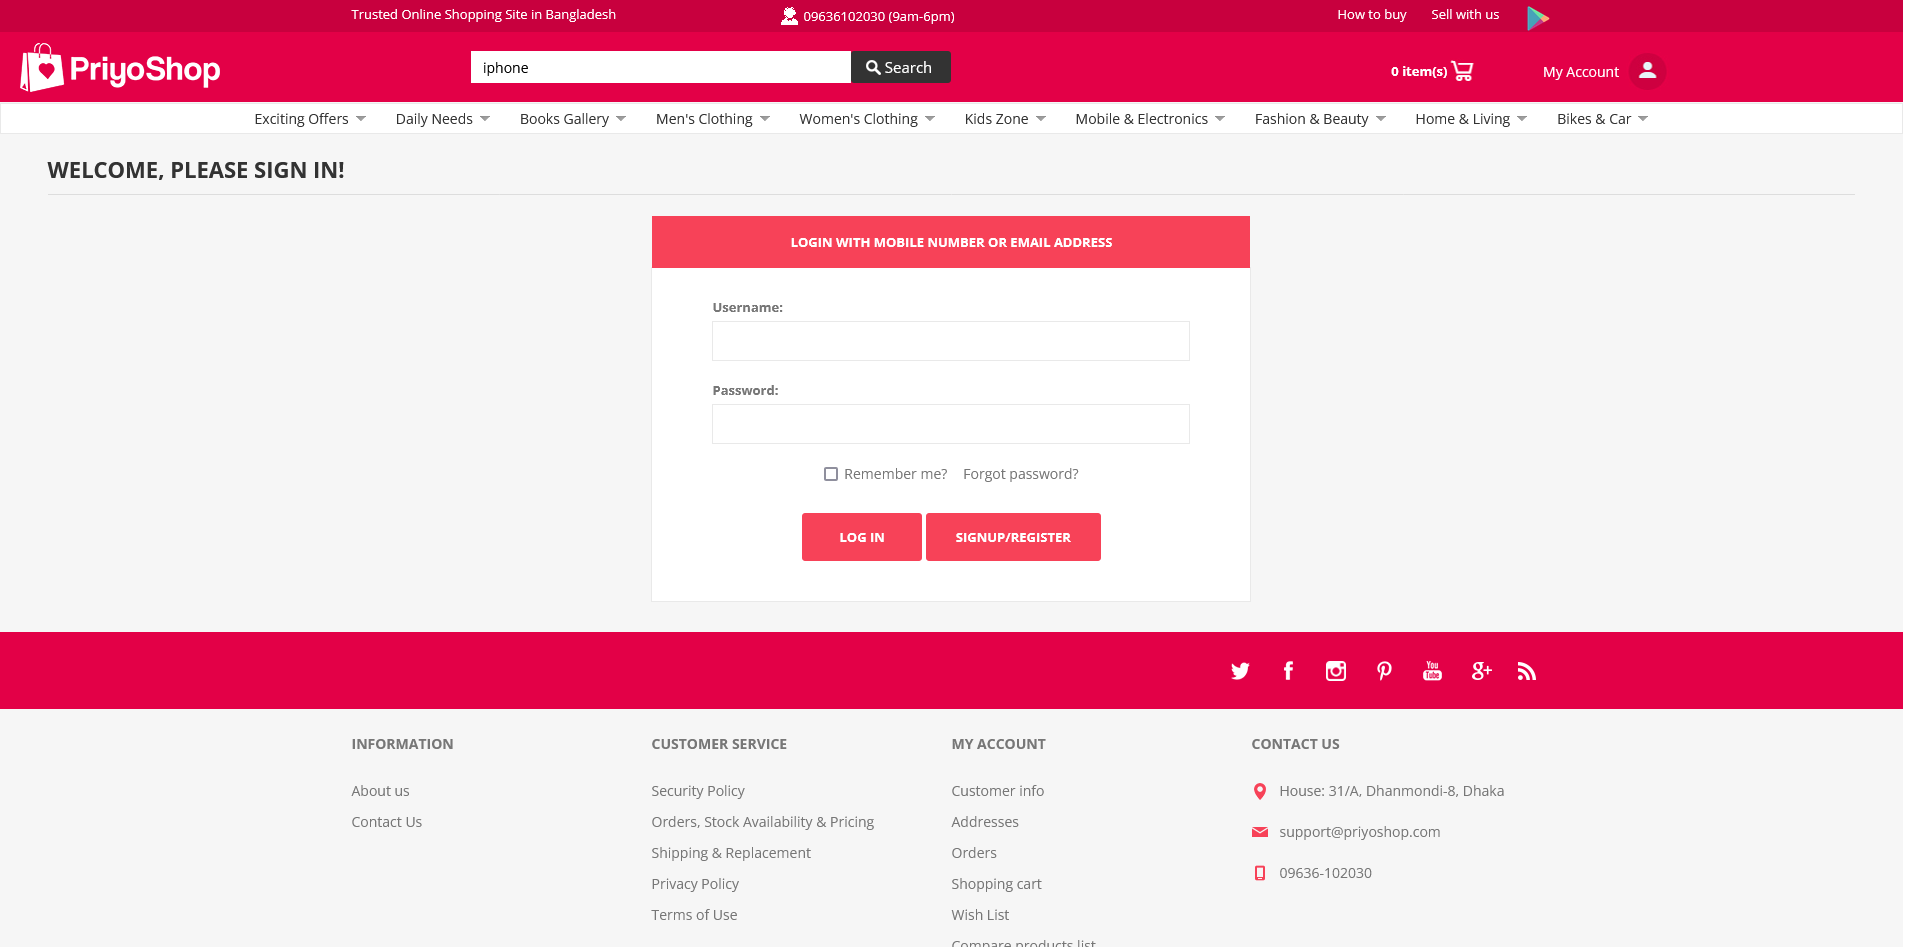 Trusted Online Shopping Site in Bangladesh
09636102030 (9am-6pm)
How to buy
Sell with us
PriyoShop
iphone
Search
0 item(s)
My Account
Exciting Offers
Daily Needs
Books Gallery
Men's Clothing
Women's Clothing
Kids Zone
Mobile & Electronics
Fashion & Beauty
Home & Living
Bikes & Car
WELCOME, PLEASE SIGN IN!
LOGIN WITH MOBILE NUMBER OR EMAIL ADDRESS
Username:
Password:
Remember me?
Forgot password?
LOG IN
SIGNUP/REGISTER
You
Tube
INFORMATION
About us
Contact Us
CUSTOMER SERVICE
Security Policy
Orders, Stock Availability & Pricing
Shipping & Replacement
Privacy Policy
Terms of Use
MY ACCOUNT
Customer info
Addresses
Orders
Shopping cart
Wish List
Compare products list
CONTACT US
House: 31/A, Dhanmondi-8, Dhaka
support@priyoshop.com
09636-102030